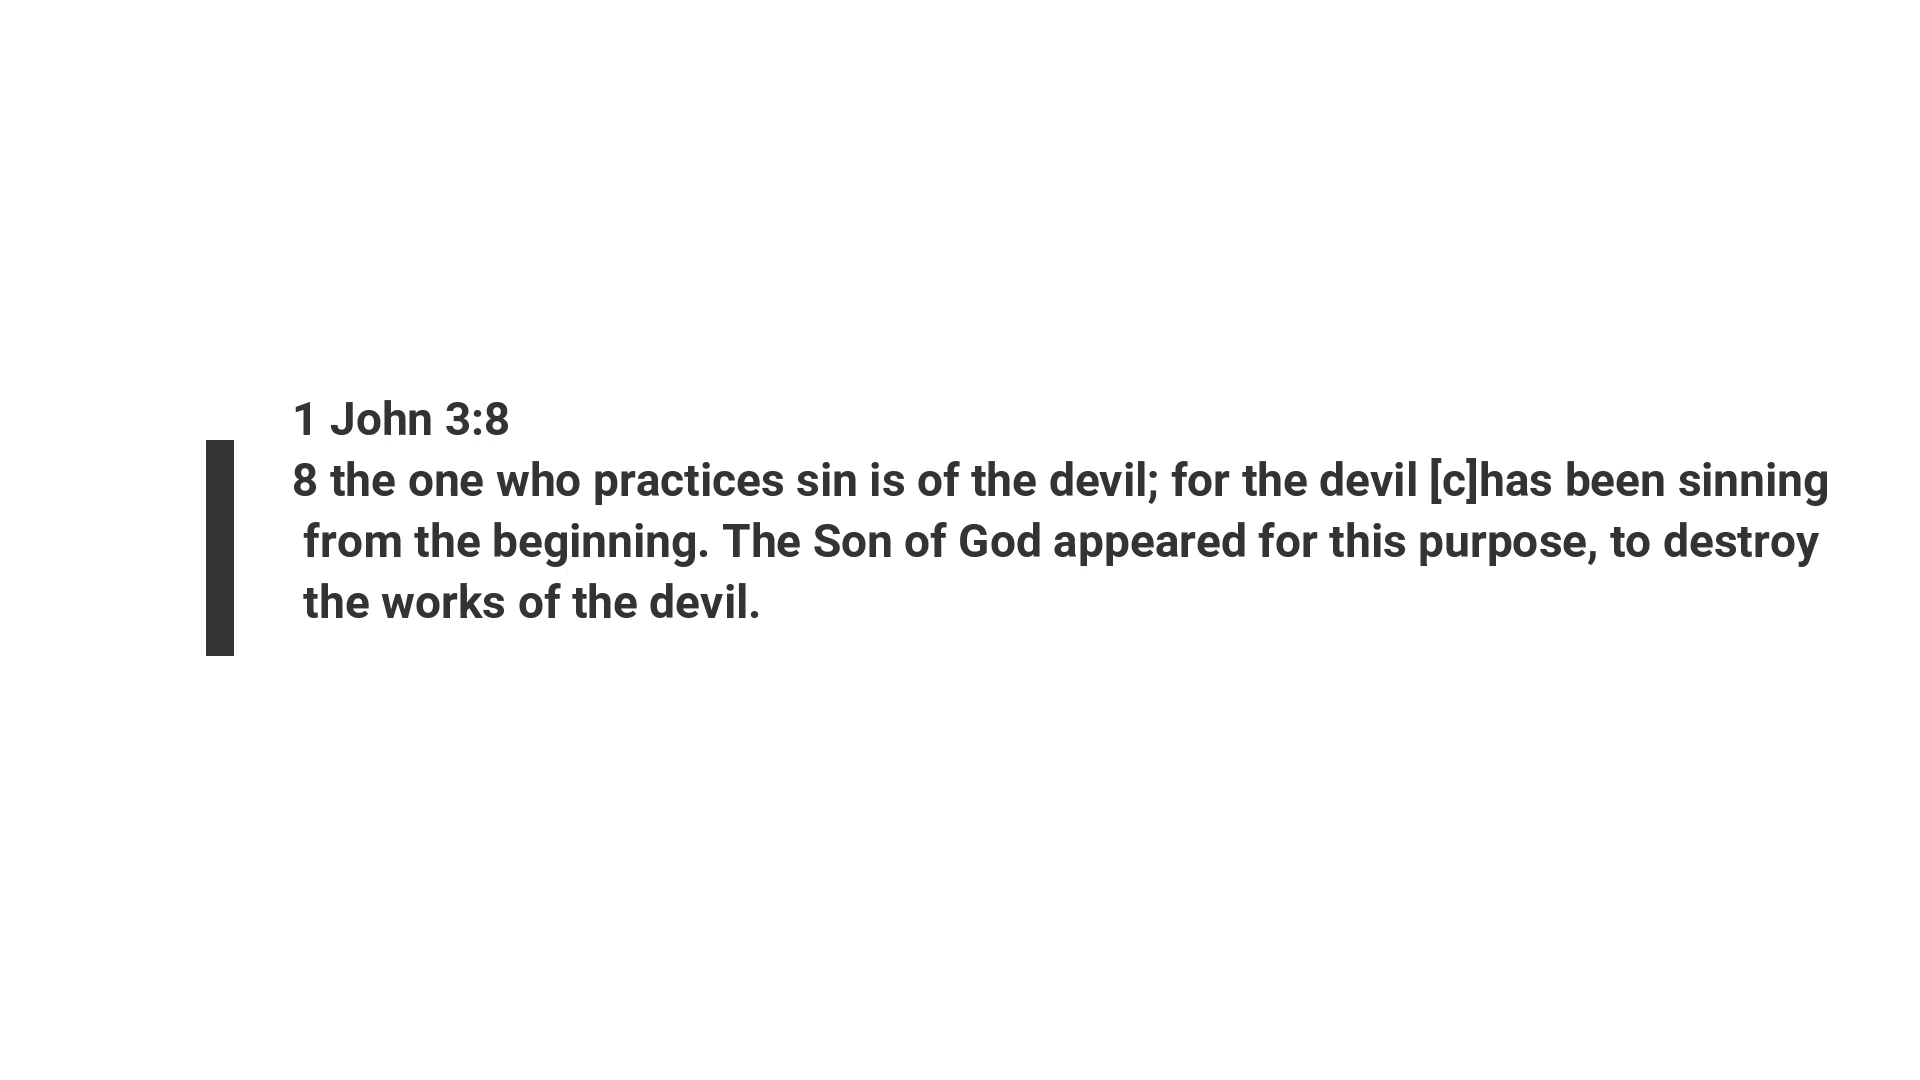 1 John 3:8
8 the one who practices sin is of the devil; for the devil [c]has been sinning
from the beginning. The Son of God appeared for this purpose, to destroy
the works of the devil.